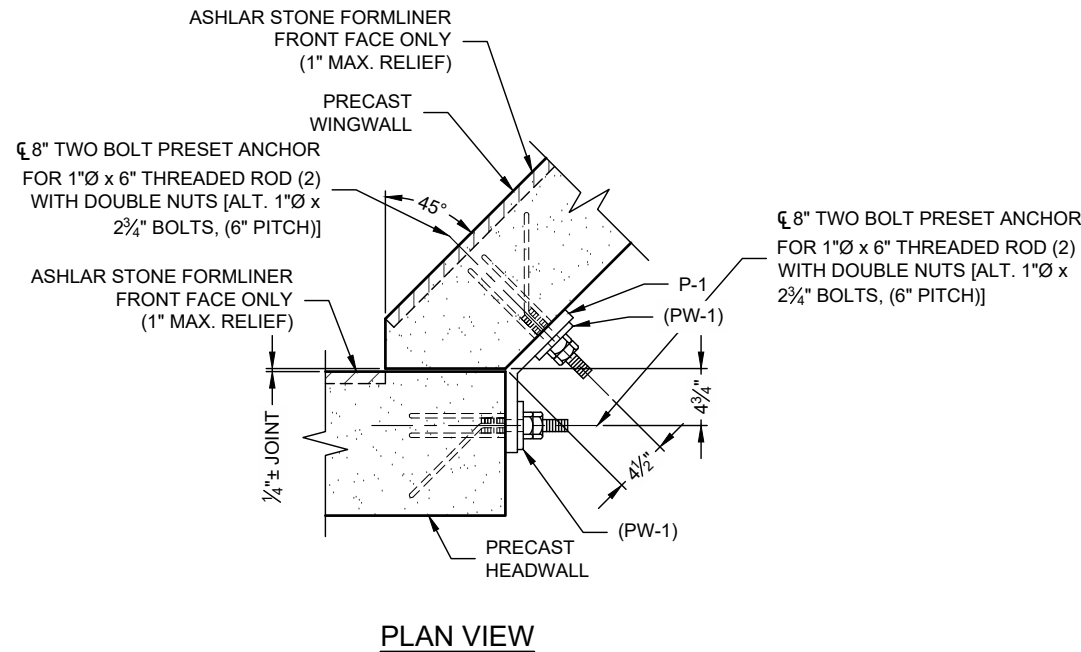 ASHLAR STONE FORMLINER
FRONT FACE ONLY
(1" MAX. RELIEF)
PRECAST
WINGWALL
℄ 8" TWO BOLT PRESET ANCHOR
FOR 1"Ø x 6" THREADED ROD (2)
WITH DOUBLE NUTS [ALT. 1"Ø x
2¾" BOLTS, (6" PITCH)]
45°
℄ 8" TWO BOLT PRESET ANCHOR
FOR 1"Ø x 6" THREADED ROD (2)
WITH DOUBLE NUTS [ALT. 1"Ø x
2¾" BOLTS, (6" PITCH)]
ASHLAR STONE FORMLINER
FRONT FACE ONLY
(1" MAX. RELIEF)
P-1
(PW-1)
4¾"
4½"
¼"± JOINT
(PW-1)
PRECAST
HEADWALL
PLAN VIEW